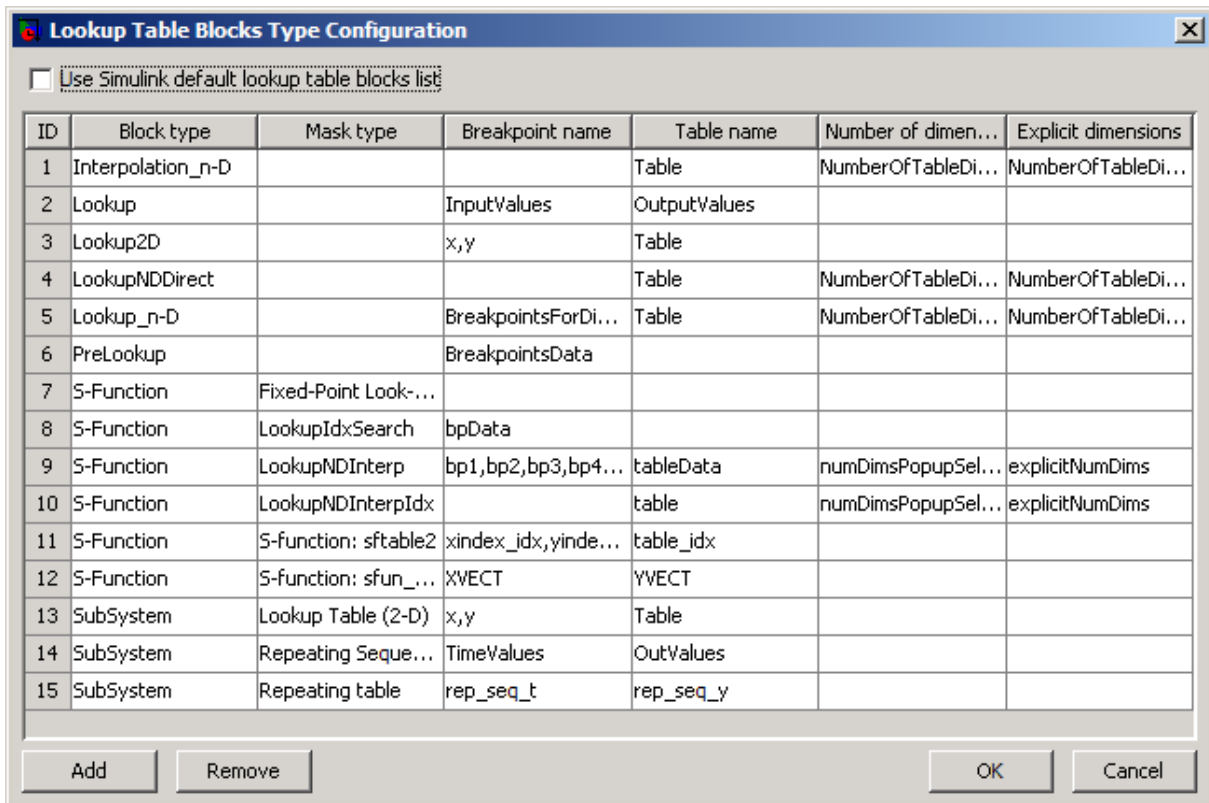 Lookup Table Blocks Type Configuration
Use Simulink default lookup table blocks list
ID Block type Mask type Breakpoint name Table name Number of dimen... Explicit dimensions
1 Interpolation_n-D Table NumberOfTableDi... NumberOfTableDi...
2 Lookup InputValues OutputValues
3 Lookup2D x,y Table
4 LookupNDDirect Table NumberOfTableDi... NumberOfTableDi...
5 Lookup_n-D BreakpointsForDi... Table NumberOfTableDi... NumberOfTableDi...
6 PreLookup BreakpointsData
7 S-Function Fixed-Point Look-...
8 S-Function LookupIdxSearch bpData
9 S-Function LookupNDInterp bp1,bp2,bp3,bp4... tableData numDimsPopupSel... explicitNumDims
10 S-Function LookupNDInterpIdx table numDimsPopupSel... explicitNumDims
11 S-Function S-function: sftable2 xindex_idx,yinde... table_idx
12 S-Function S-function: sfun_... XVECT YVECT
13 SubSystem Lookup Table (2-D) x,y Table
14 SubSystem Repeating Seque... TimeValues OutValues
15 SubSystem Repeating table rep_seq_t rep_seq_y
Add Remove OK Cancel